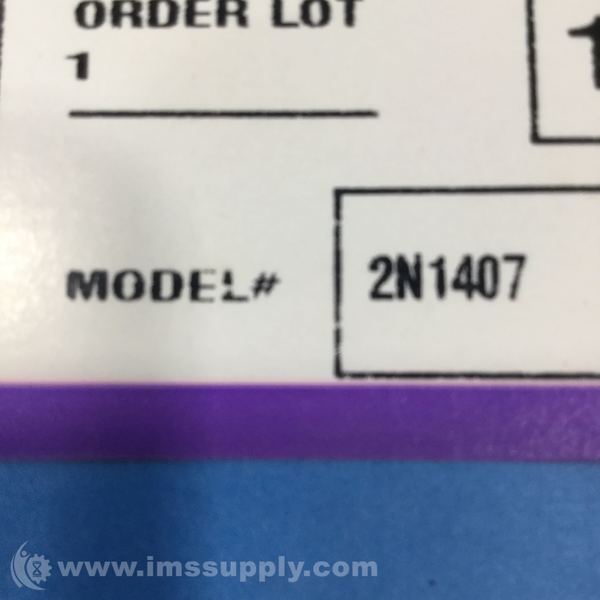 ORDER LOT
1
MODEL# 2N1407
www.imssupply.com